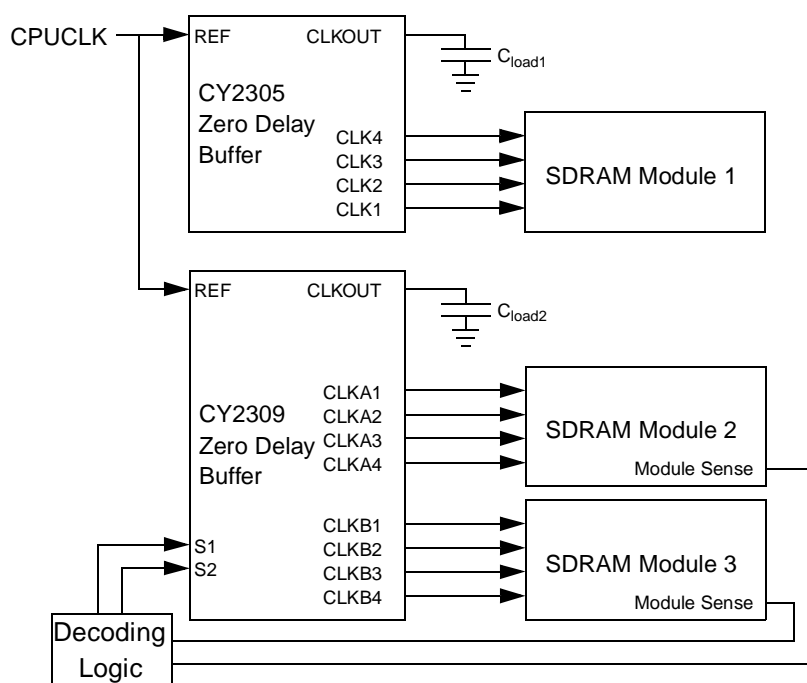 CPUCLK
REF
CLKOUT
Cload1
CY2305
Zero Delay
Buffer
CLK4
CLK3
CLK2
CLK1
SDRAM Module 1
REF
CLKOUT
Cload2
CY2309
Zero Delay
Buffer
CLKA1
CLKA2
CLKA3
CLKA4
SDRAM Module 2
Module Sense
CLKB1
CLKB2
CLKB3
CLKB4
S1
S2
SDRAM Module 3
Module Sense
Decoding
Logic